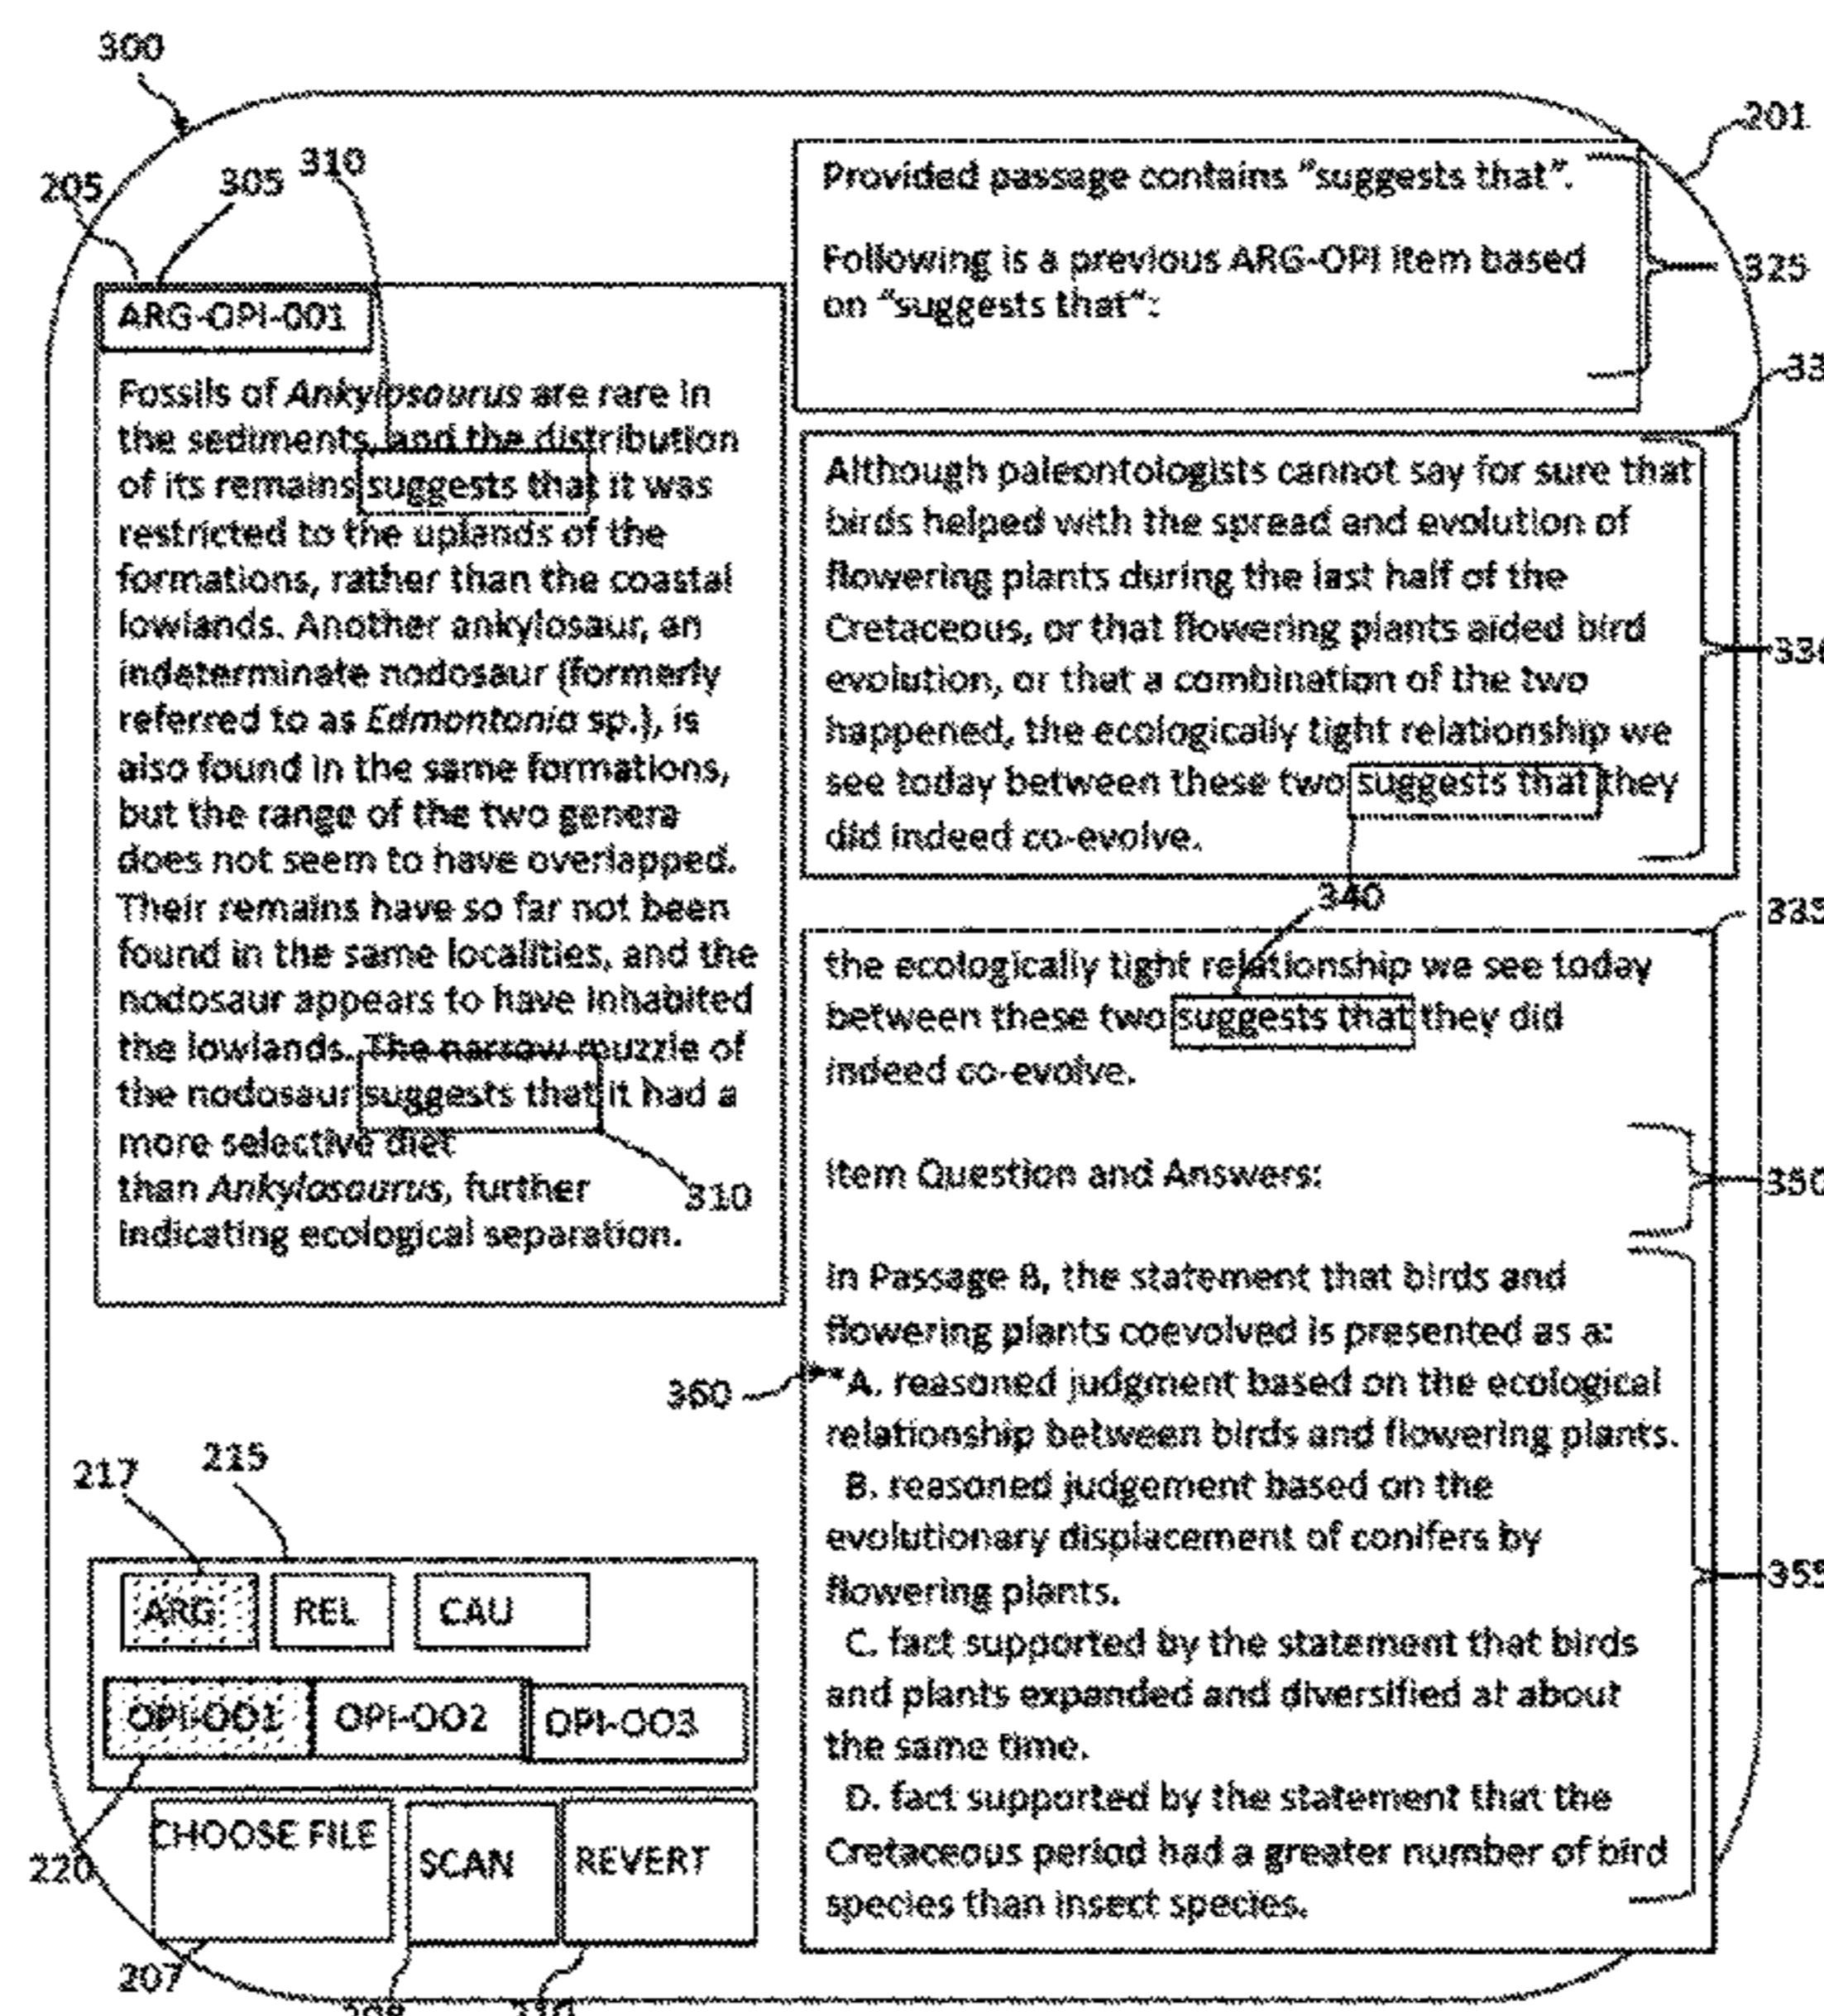 300
201
205
305
310
ARG-OPI-001
Fossils of Ankylosaurus are rare in
the sediments, and the distribution
of its remains suggests that it was
restricted to the uplands of the
formations, rather than the coastal
lowlands. Another ankylosaur, an
indeterminate nodosaur (formerly
referred to as Edmontonia sp.), is
also found in the same formations,
but the range of the two genera
does not seem to have overlapped.
Their remains have so far not been
found in the same localities, and the
nodosaur appears to have inhabited
the lowlands. The narrow muzzle of
the nodosaur suggests that it had a
more selective diet
than Ankylosaurus, further
indicating ecological separation.
310
Provided passage contains "suggests that".
Following is a previous ARG-OPI item based
on "suggests that":
325
Although paleontologists cannot say for sure that
birds helped with the spread and evolution of
flowering plants during the last half of the
Cretaceous, or that flowering plants aided bird
evolution, or that a combination of the two
happened, the ecologically tight relationship we
see today between these two suggests that they
did indeed co-evolve.
340
335
the ecologically tight relationship we see today
between these two suggests that they did
indeed co-evolve.
Item Question and Answers:
350
In Passage B, the statement that birds and
flowering plants coevolved is presented as a:
360
*A. reasoned judgment based on the ecological
relationship between birds and flowering plants.
B. reasoned judgement based on the
evolutionary displacement of conifers by
flowering plants.
C. fact supported by the statement that birds
and plants expanded and diversified at about
the same time.
D. fact supported by the statement that the
Cretaceous period had a greater number of bird
species than insect species.
355
217
215
ARG REL CAU
OPI-OO1 OPI-OO2 OPI-OO3
CHOOSE FILE SCAN REVERT
220
207